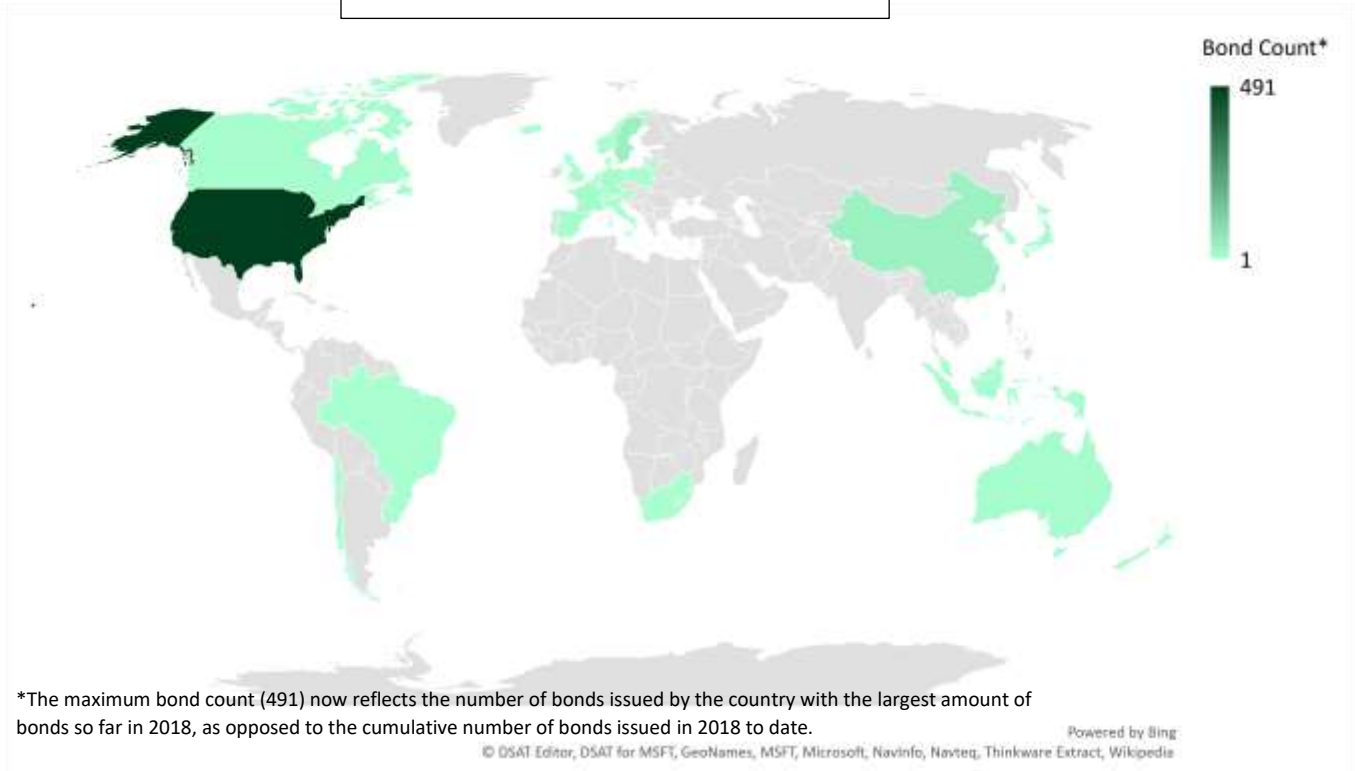 Bond Count*
491
1
*The maximum bond count (491) now reflects the number of bonds issued by the country with the largest amount of
bonds so far in 2018, as opposed to the cumulative number of bonds issued in 2018 to date.
Powered by Bing
© DSAT Editor, DSAT for MSFT, GeoNames, MSFT, Microsoft, NavInfo, Navteq, Thinkware Extract, Wikipedia